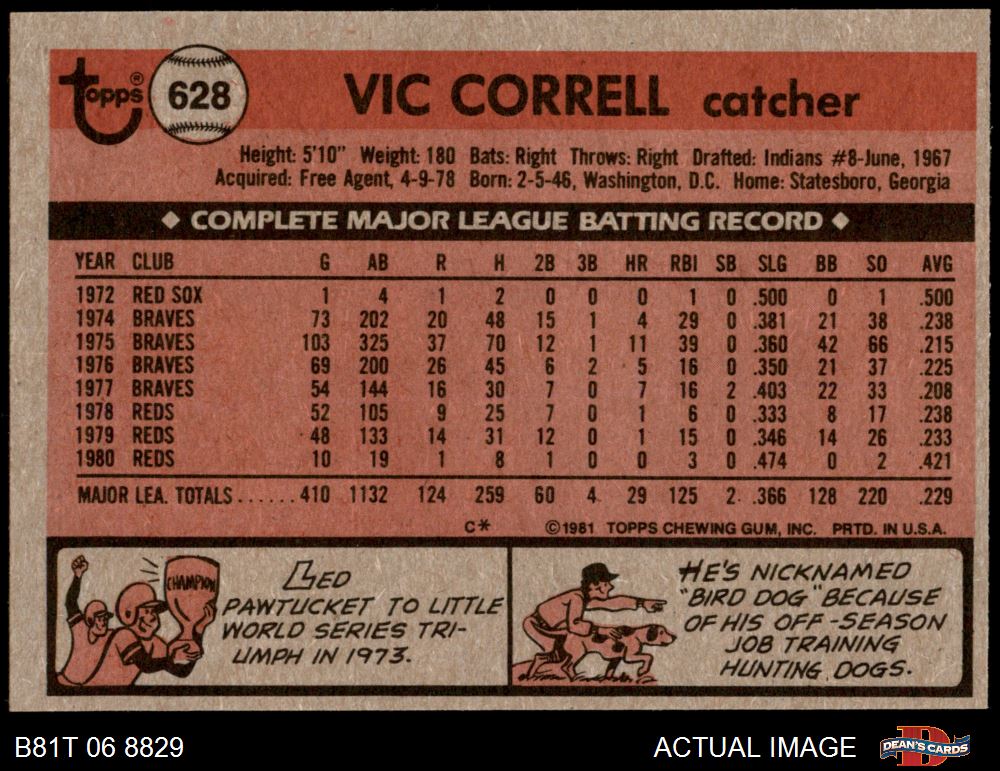 topps® 628 VIC CORRELL catcher
Height: 5'10" Weight: 180 Bats: Right Throws: Right Drafted: Indians #8-June, 1967
Acquired: Free Agent, 4-9-78 Born: 2-5-46, Washington, D.C. Home: Statesboro, Georgia
◆ COMPLETE MAJOR LEAGUE BATTING RECORD ◆
YEAR CLUB G AB R H 2B 3B HR RBI SB SLG BB SO AVG
1972 RED SOX 1 4 1 2 0 0 0 1 0 .500 0 1 .500
1974 BRAVES 73 202 20 48 15 1 4 29 0 .381 21 38 .238
1975 BRAVES 103 325 37 70 12 1 11 39 0 .360 42 66 .215
1976 BRAVES 69 200 26 45 6 2 5 16 0 .350 21 37 .225
1977 BRAVES 54 144 16 30 7 0 7 16 2 .403 22 33 .208
1978 REDS 52 105 9 25 7 0 1 6 0 .333 8 17 .238
1979 REDS 48 133 14 31 12 0 1 15 0 .346 14 26 .233
1980 REDS 10 19 1 8 1 0 0 3 0 .474 0 2 .421
MAJOR LEA. TOTALS......410 1132 124 259 60 4 29 125 2 .366 128 220 .229
C* ©1981 TOPPS CHEWING GUM, INC. PRTD. IN U.S.A.
CHAMPION
LED
PAWTUCKET TO LITTLE
WORLD SERIES TRI-
UMPH IN 1973.
HE'S NICKNAMED
"BIRD DOG" BECAUSE
OF HIS OFF-SEASON
JOB TRAINING
HUNTING DOGS.
B81T 06 8829 ACTUAL IMAGE D DEAN'S CARDS